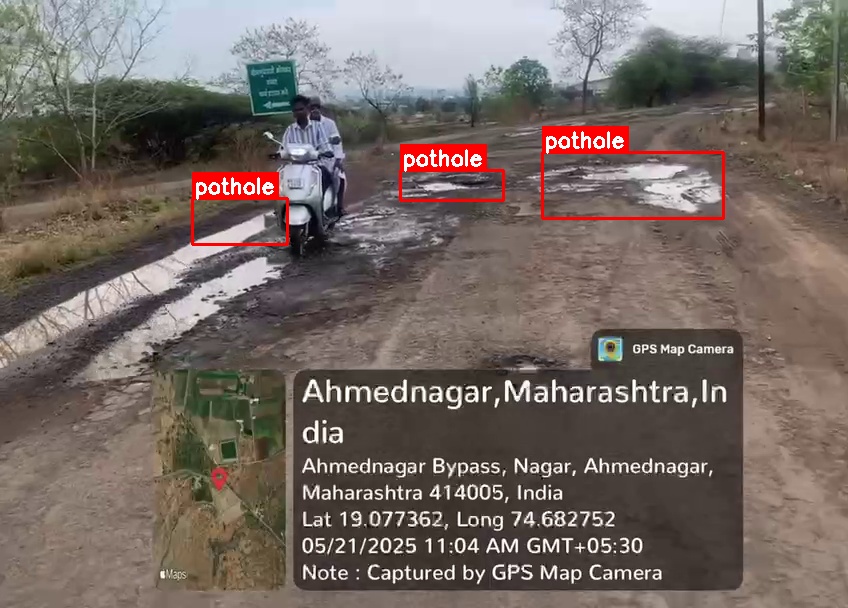 pothole
pothole
pothole
GPS Map Camera
Ahmednagar,Maharashtra,In
dia
Ahmednagar Bypass, Nagar, Ahmednagar,
Maharashtra 414005, India
Lat 19.077362, Long 74.682752
05/21/2025 11:04 AM GMT+05:30
Note : Captured by GPS Map Camera
Maps